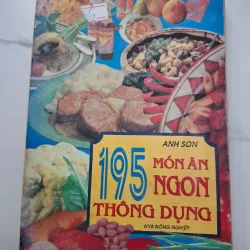 ANH SƠN
195 MÓN ĂN
NGON
THÔNG DỤNG
NXB NÔNG NGHIỆP